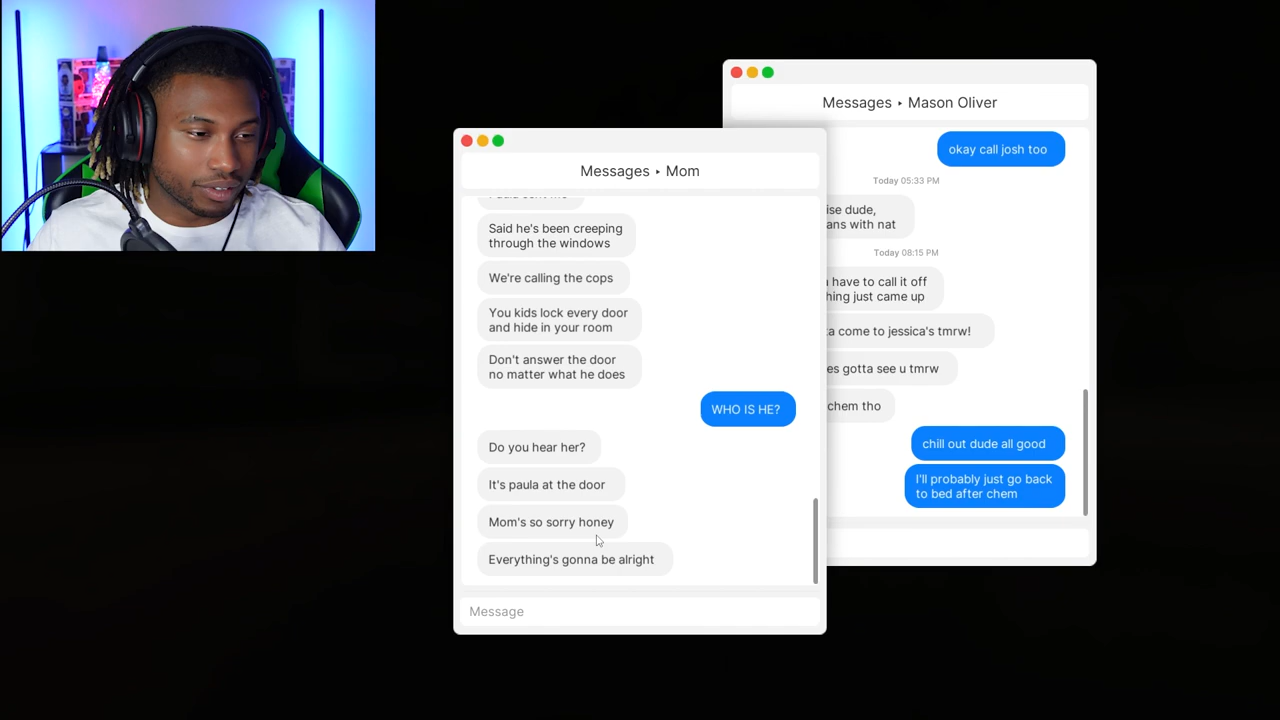 Messages ‣ Mom
Said he's been creeping
through the windows
We're calling the cops
You kids lock every door
and hide in your room
Don't answer the door
no matter what he does
WHO IS HE?
Do you hear her?
It's paula at the door
Mom's so sorry honey
Everything's gonna be alright
Message
Messages ‣ Mason Oliver
okay call josh too
Today 05:33 PM
dude,
with nat
Today 08:15 PM
have to call it off
just came up
come to jessica's tmrw!
gotta see u tmrw
chem tho
chill out dude all good
I'll probably just go back
to bed after chem